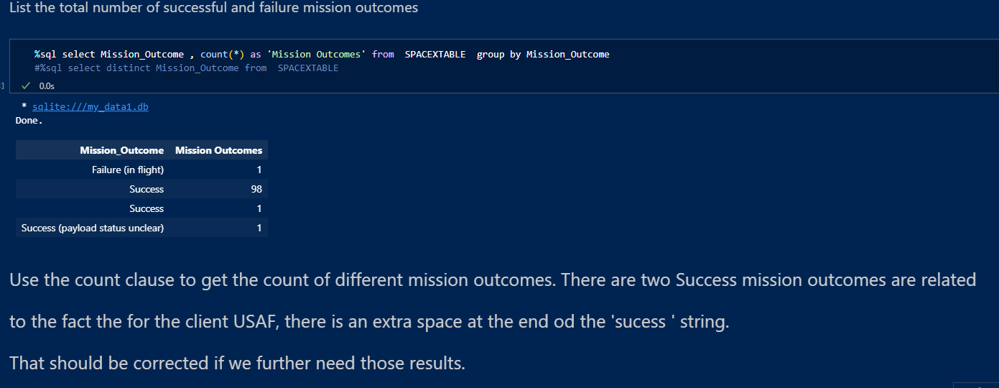 List the total number of successful and failure mission outcomes
%sql select Mission_Outcome , count(*) as 'Mission Outcomes' from  SPACEXTABLE  group by Mission_Outcome
#%sql select distinct Mission_Outcome from  SPACEXTABLE
]
0.0s
* sqlite:///my_data1.db
Done.
Mission_Outcome Mission Outcomes
Failure (in flight) 1
Success 98
Success 1
Success (payload status unclear) 1
Use the count clause to get the count of different mission outcomes. There are two Success mission outcomes are related
to the fact the for the client USAF, there is an extra space at the end od the 'sucess ' string.
That should be corrected if we further need those results.